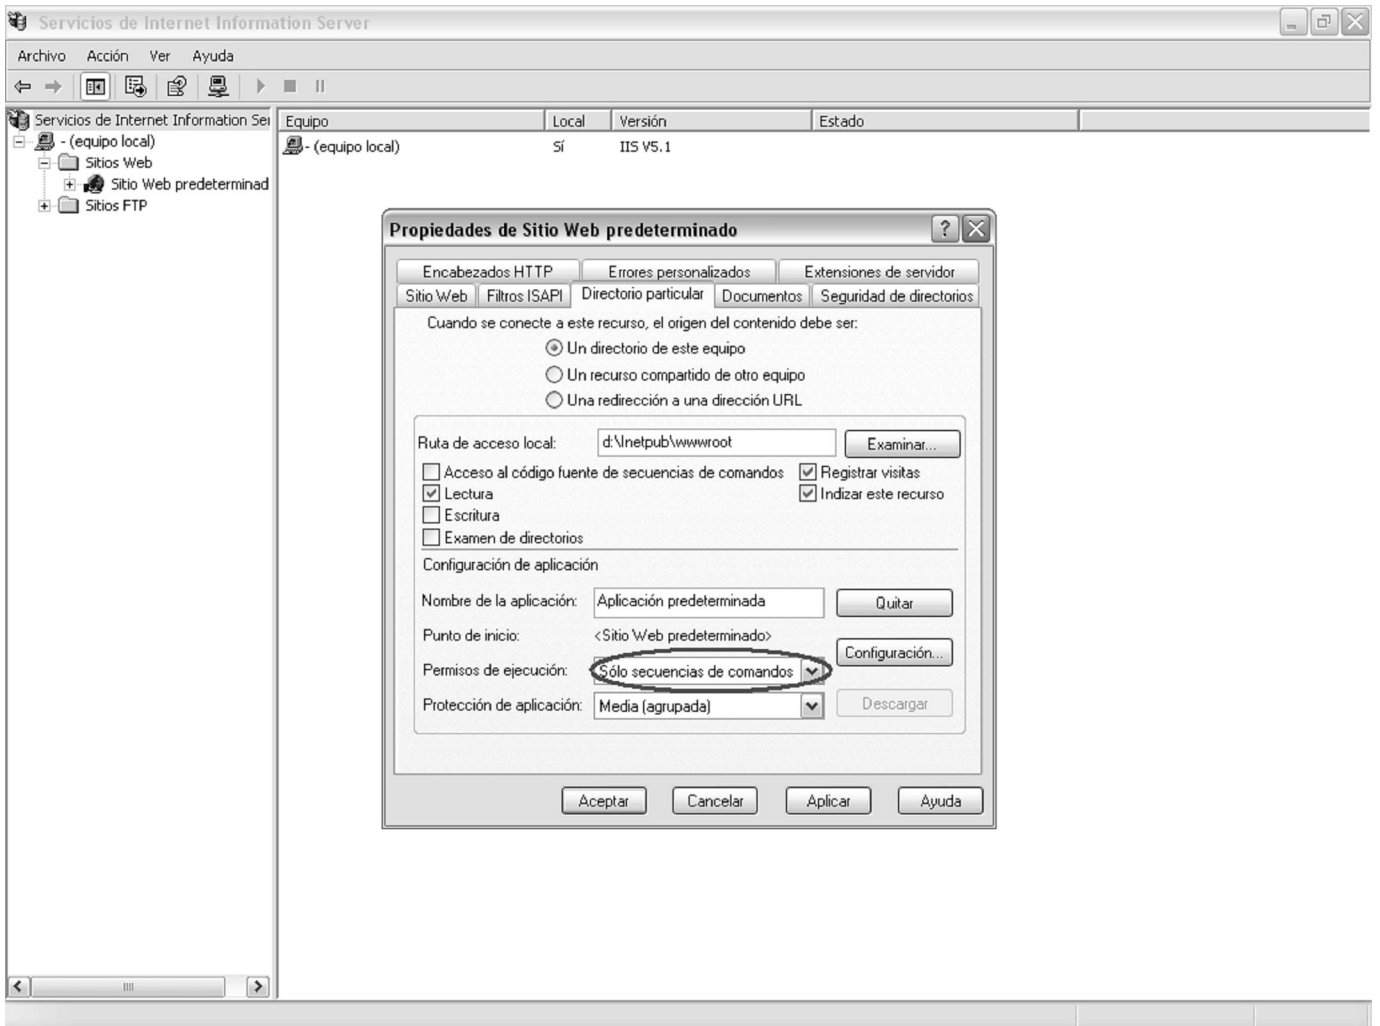 Servicios de Internet Information Server
Archivo Acción Ver Ayuda
Servicios de Internet Information Ser
- (equipo local)
Sitios Web
Sitio Web predeterminad
Sitios FTP
Equipo Local Versión Estado
- (equipo local) Sí IIS V5.1
Propiedades de Sitio Web predeterminado
Encabezados HTTP Errores personalizados Extensiones de servidor
Sitio Web Filtros ISAPI Directorio particular Documentos Seguridad de directorios
Cuando se conecte a este recurso, el origen del contenido debe ser:
Un directorio de este equipo
Un recurso compartido de otro equipo
Una redirección a una dirección URL
Ruta de acceso local: d:\Inetpub\wwwroot Examinar...
Acceso al código fuente de secuencias de comandos Registrar visitas
Lectura Indizar este recurso
Escritura
Examen de directorios
Configuración de aplicación
Nombre de la aplicación: Aplicación predeterminada Quitar
Punto de inicio: <Sitio Web predeterminado>
Configuración...
Permisos de ejecución: Sólo secuencias de comandos
Protección de aplicación: Media (agrupada) Descargar
Aceptar Cancelar Aplicar Ayuda